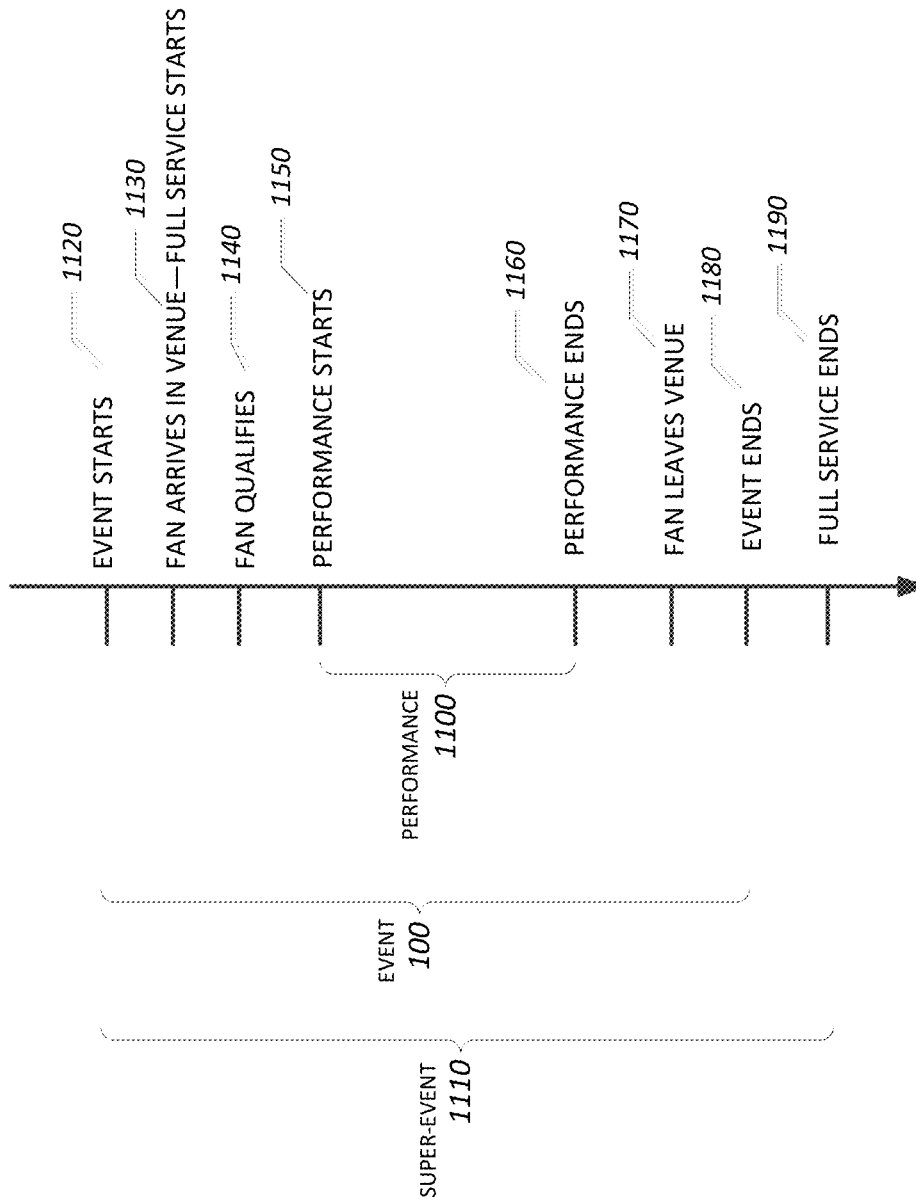 EVENT STARTS
1120
FAN ARRIVES IN VENUE—FULL SERVICE STARTS
1130
FAN QUALIFIES
1140
PERFORMANCE STARTS
1150
PERFORMANCE ENDS
1160
FAN LEAVES VENUE
1170
EVENT ENDS
1180
FULL SERVICE ENDS
1190
PERFORMANCE
1100
EVENT
100
SUPER-EVENT
1110